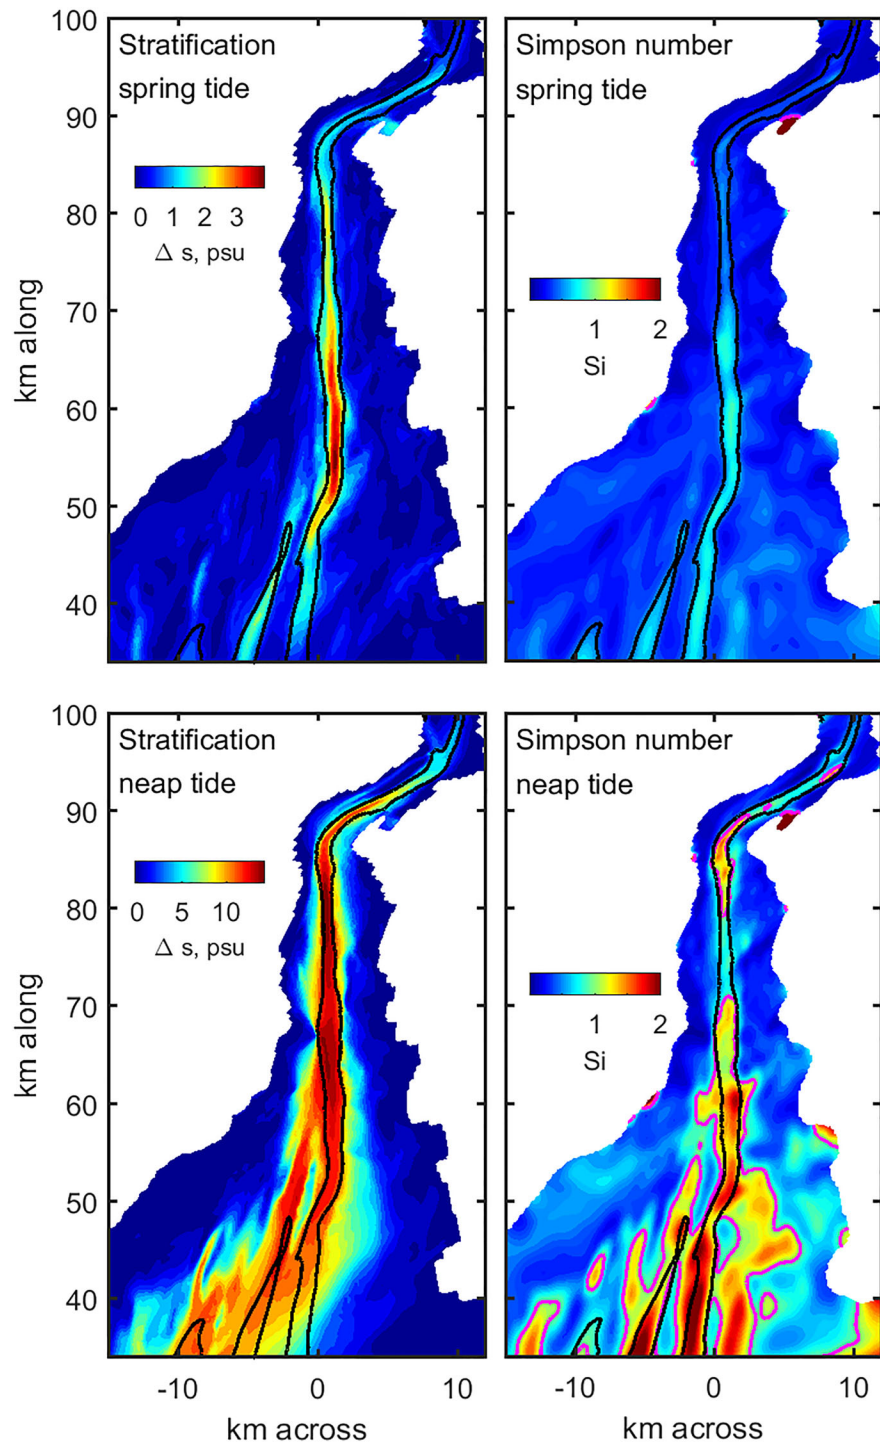 100
90
80
70
60
50
40
km along
Stratification
spring tide
0 1 2 3
Δ s, psu
Simpson number
spring tide
1 2
Si
100
90
80
70
60
50
40
km along
Stratification
neap tide
0 5 10
Δ s, psu
Simpson number
neap tide
1 2
Si
-10 0 10
km across
-10 0 10
km across